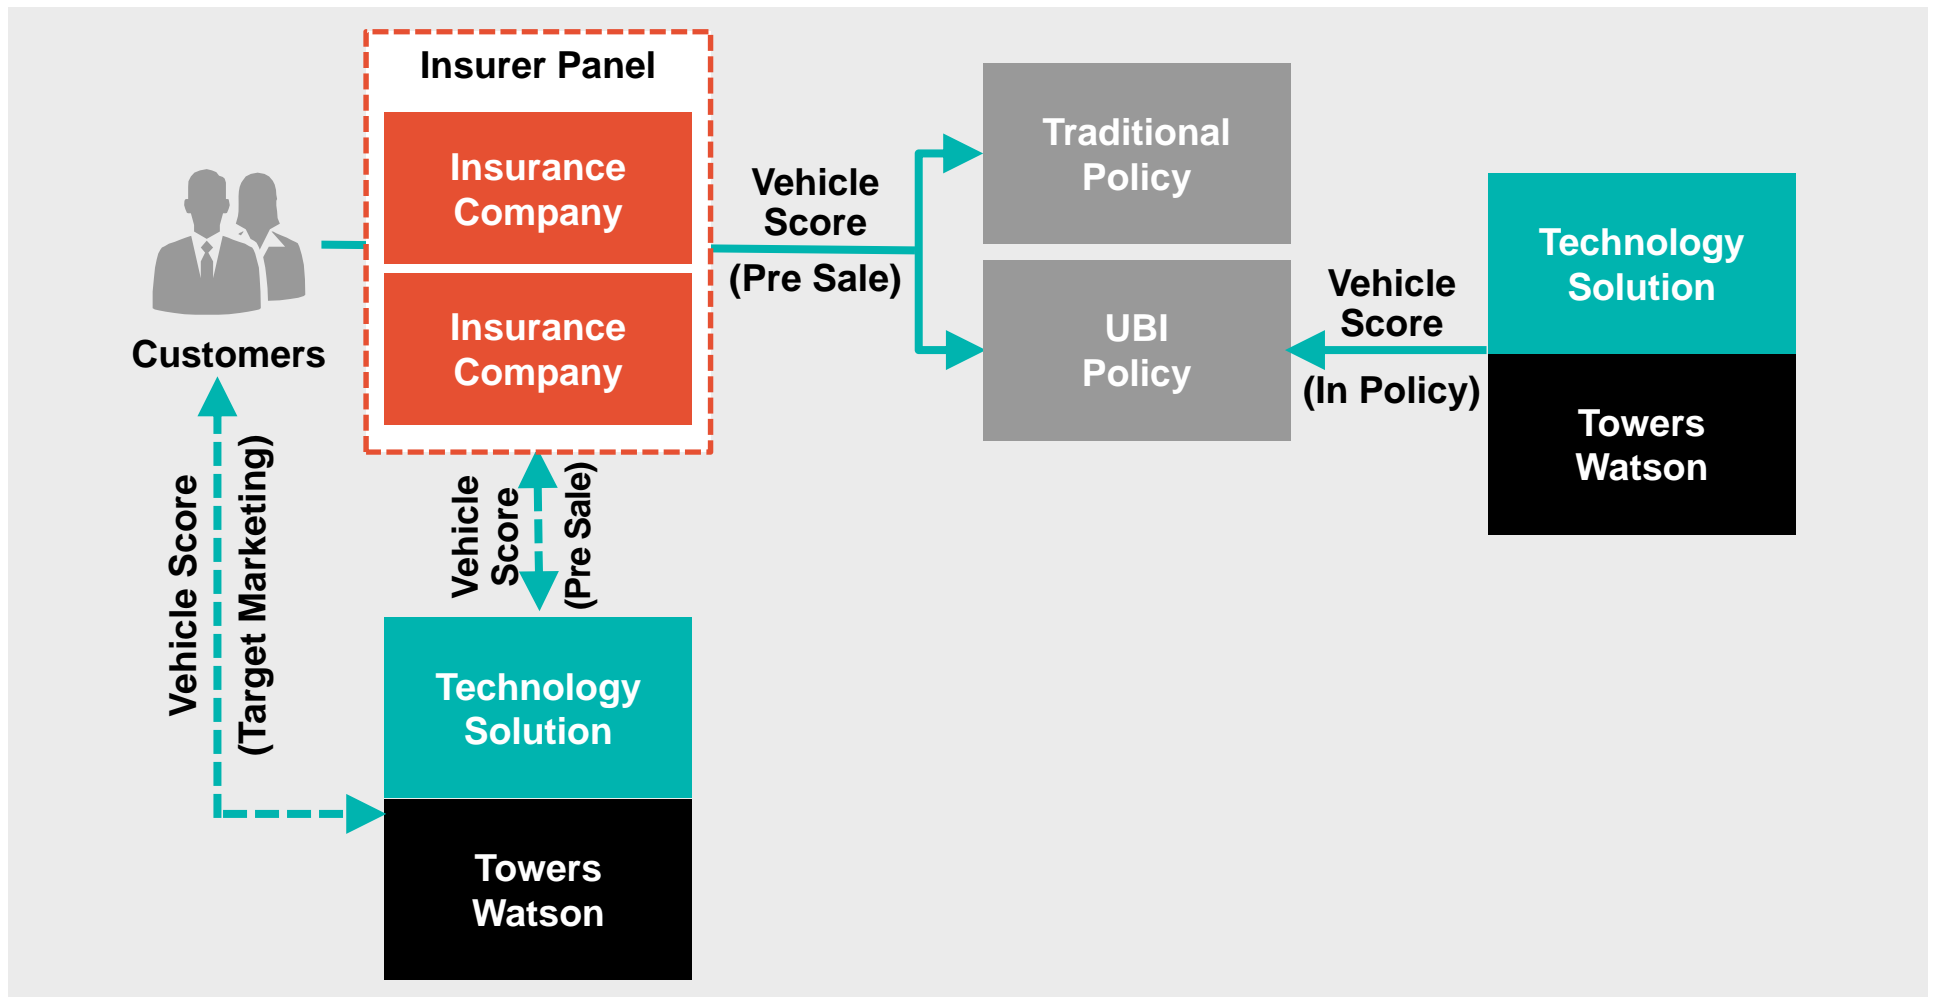 Insurer Panel
Insurance
Company
Insurance
Company
Customers
Vehicle
Score
(Pre Sale)
Traditional
Policy
UBI
Policy
Vehicle
Score
(In Policy)
Technology
Solution
Towers
Watson
Vehicle Score
(Target Marketing)
Vehicle
Score
(Pre Sale)
Technology
Solution
Towers
Watson